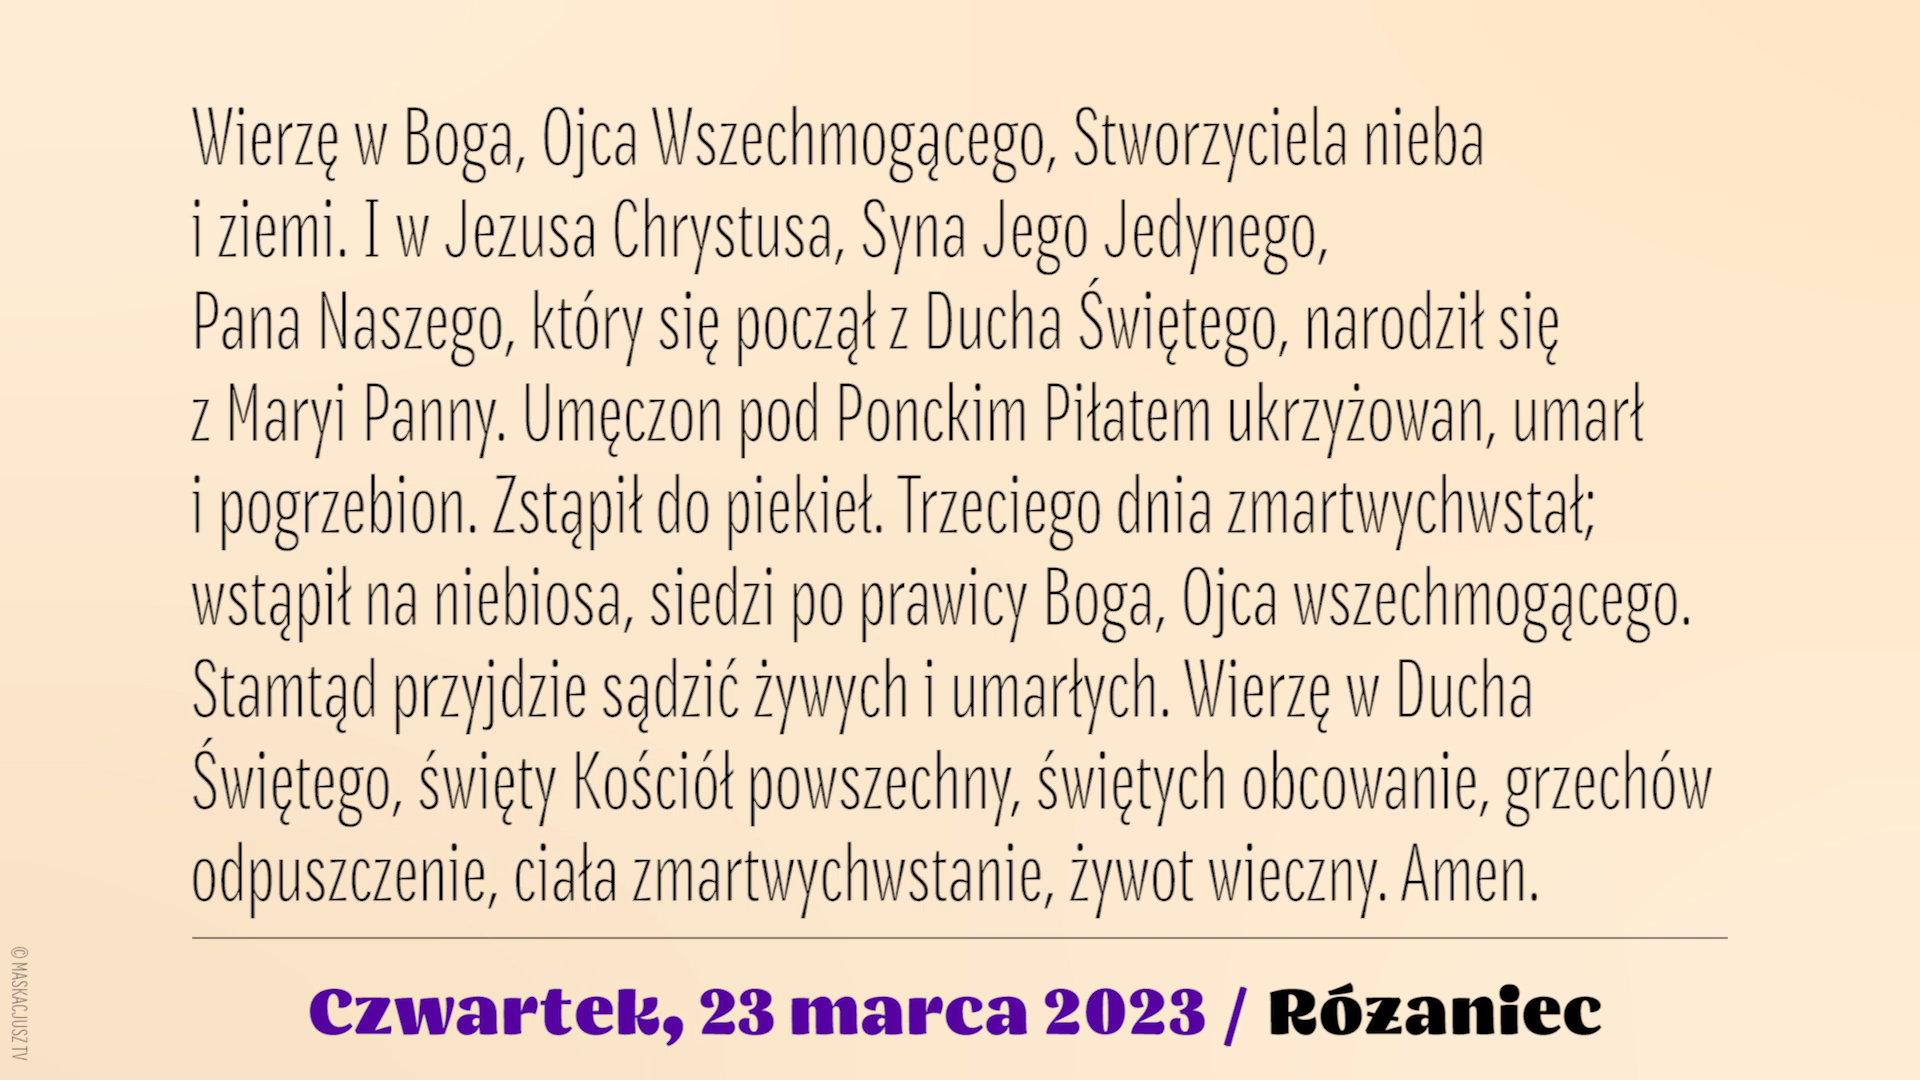 Wierzę w Boga, Ojca Wszechmogącego, Stworzyciela nieba
i ziemi. I w Jezusa Chrystusa, Syna Jego Jedynego,
Pana Naszego, który się począł z Ducha Świętego, narodził się
z Maryi Panny. Umęczon pod Ponckim Piłatem ukrzyżowan, umarł
i pogrzebion. Zstąpił do piekieł. Trzeciego dnia zmartwychwstał;
wstąpił na niebiosa, siedzi po prawicy Boga, Ojca wszechmogącego.
Stamtąd przyjdzie sądzić żywych i umarłych. Wierzę w Ducha
Świętego, święty Kościół powszechny, świętych obcowanie, grzechów
odpuszczenie, ciała zmartwychwstanie, żywot wieczny. Amen.
Czwartek, 23 marca 2023 / Różaniec
© MASKACJUSZ TV